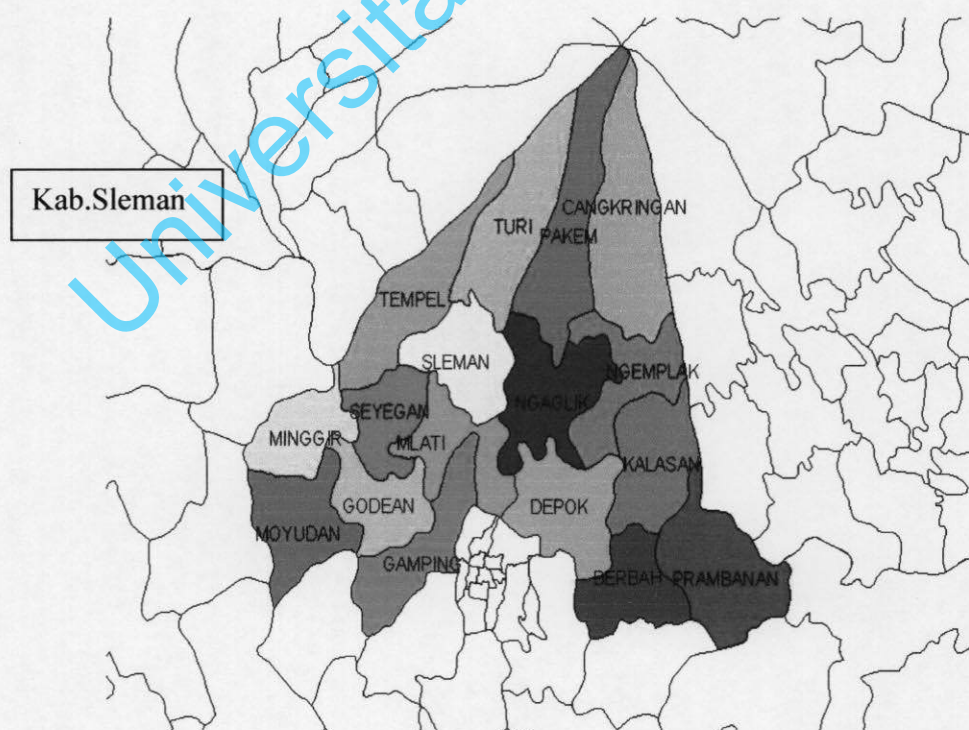 Universita
Kab.Sleman
CANGKRINGAN
TURI
PAKEM
TEMPEL
SLEMAN
NGEMPLAK
NGAGLIK
SEYEGAN
MINGGIR
MLATI
KALASAN
GODEAN
DEPOK
MOYUDAN
GAMPING
BERBAH
PRAMBANAN